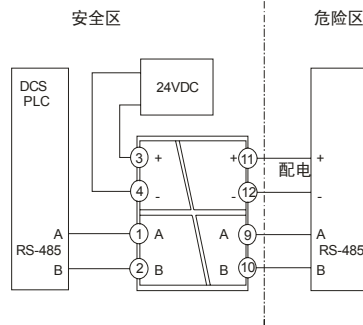 安全区
危险区
DCS
PLC
24VDC
3 + + 11
配电 +
4 - - 12 -
A 1 A A 9 A
RS-485 RS-485
B 2 B B 10 B